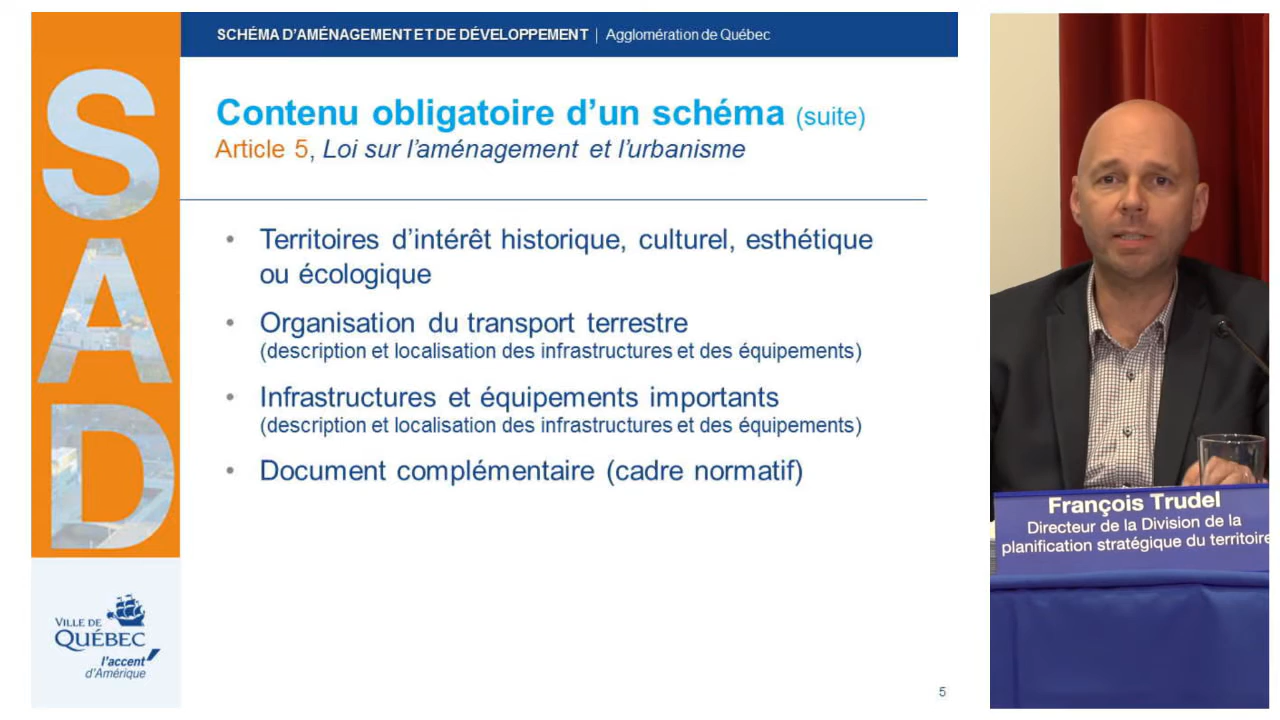 SCHÉMA D'AMÉNAGEMENT ET DE DÉVELOPPEMENT | Agglomération de Québec
SAD
Contenu obligatoire d'un schéma (suite)
Article 5, Loi sur l'aménagement et l'urbanisme
• Territoires d'intérêt historique, culturel, esthétique
ou écologique
• Organisation du transport terrestre
(description et localisation des infrastructures et des équipements)
• Infrastructures et équipements importants
(description et localisation des infrastructures et des équipements)
• Document complémentaire (cadre normatif)
VILLE DE
QUÉBEC
l'accent
d'Amérique
5
François Trudel
Directeur de la Division de la
planification stratégique du territoire